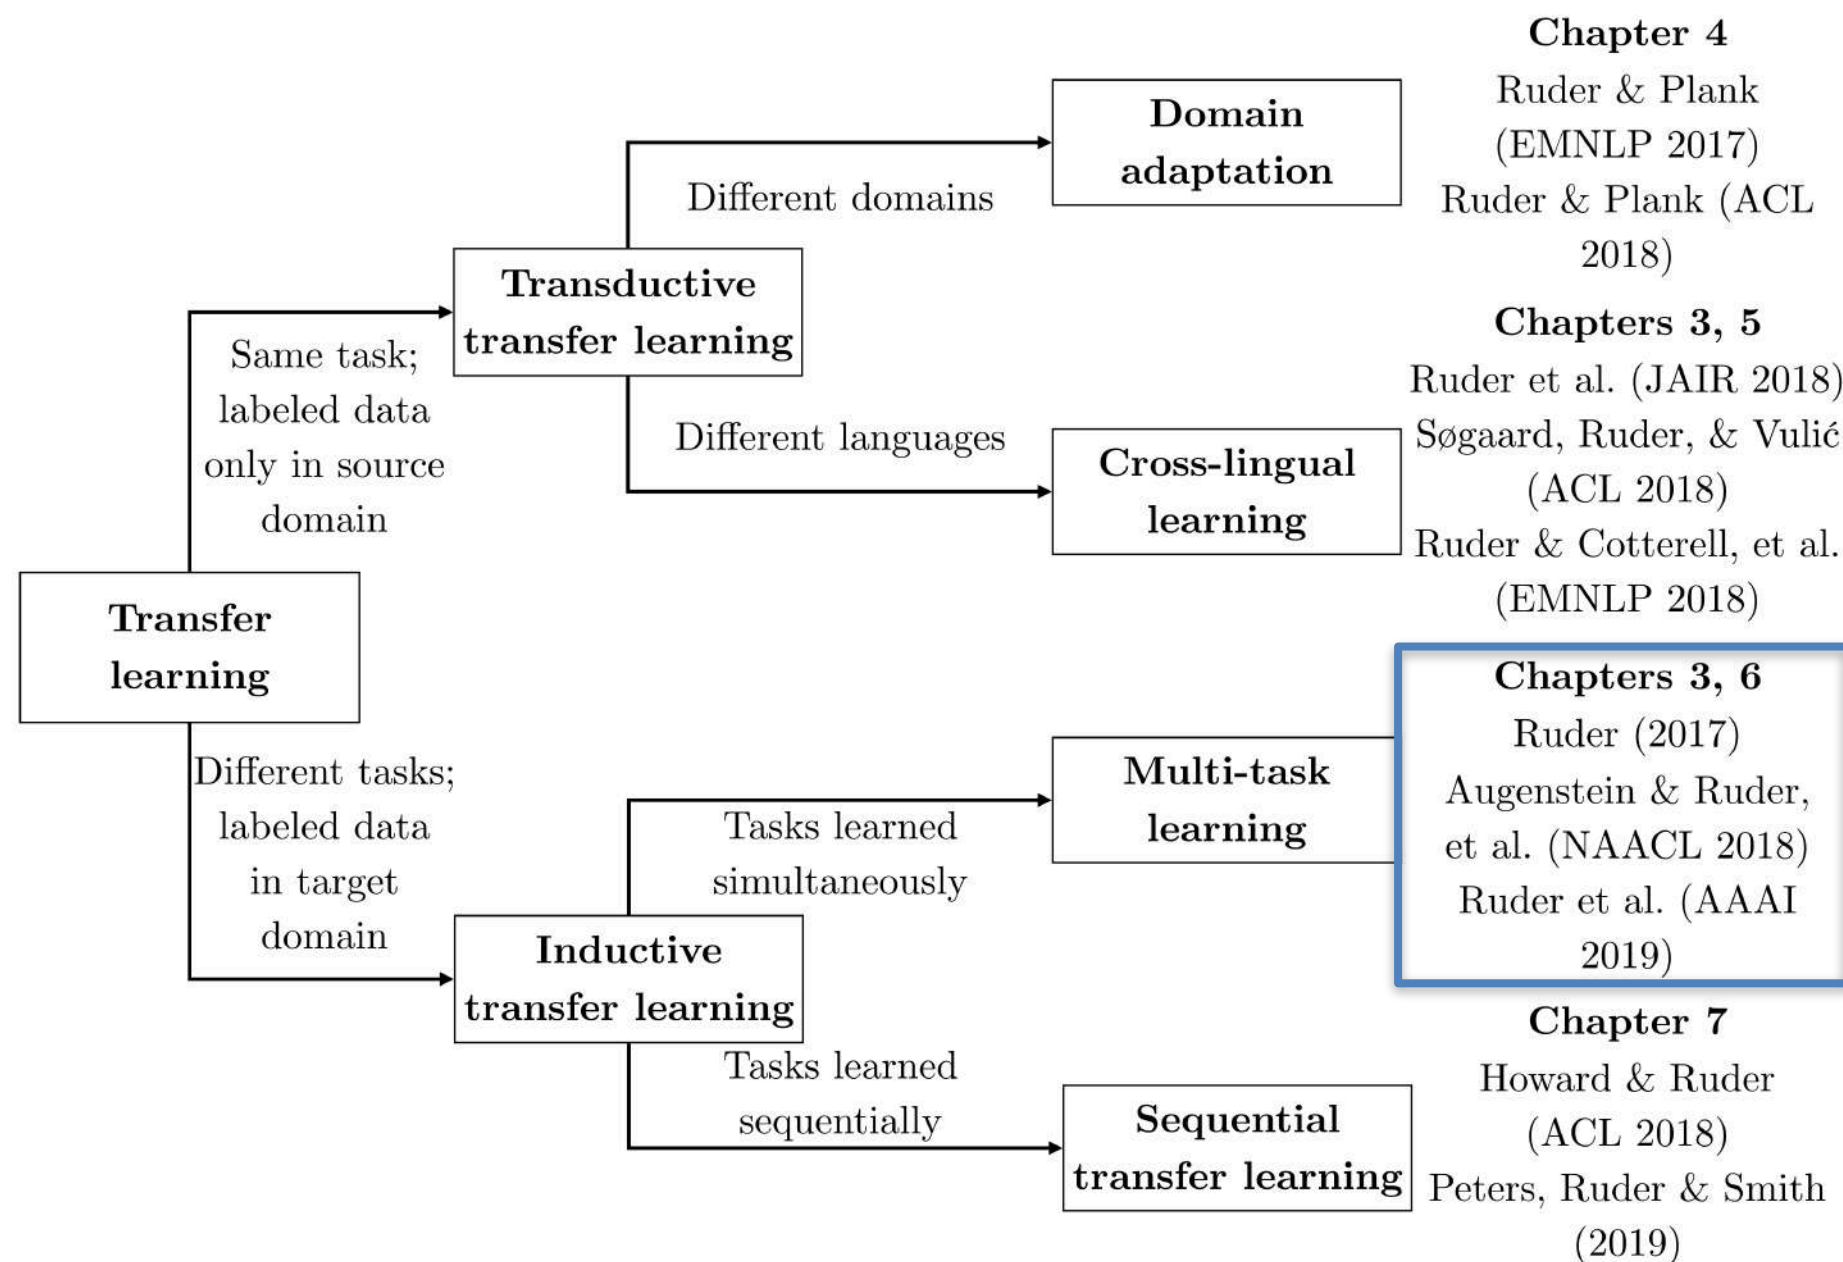 Chapter 4
Ruder & Plank
(EMNLP 2017)
Ruder & Plank (ACL
2018)
Domain
adaptation
Different domains
Transductive
transfer learning
Same task;
labeled data
only in source
domain
Different languages
Cross-lingual
learning
Chapters 3, 5
Ruder et al. (JAIR 2018)
Søgaard, Ruder, & Vulić
(ACL 2018)
Ruder & Cotterell, et al.
(EMNLP 2018)
Transfer
learning
Different tasks;
labeled data
in target
domain
Inductive
transfer learning
Tasks learned
simultaneously
Multi-task
learning
Chapters 3, 6
Ruder (2017)
Augenstein & Ruder,
et al. (NAACL 2018)
Ruder et al. (AAAI
2019)
Tasks learned
sequentially
Sequential
transfer learning
Chapter 7
Howard & Ruder
(ACL 2018)
Peters, Ruder & Smith
(2019)